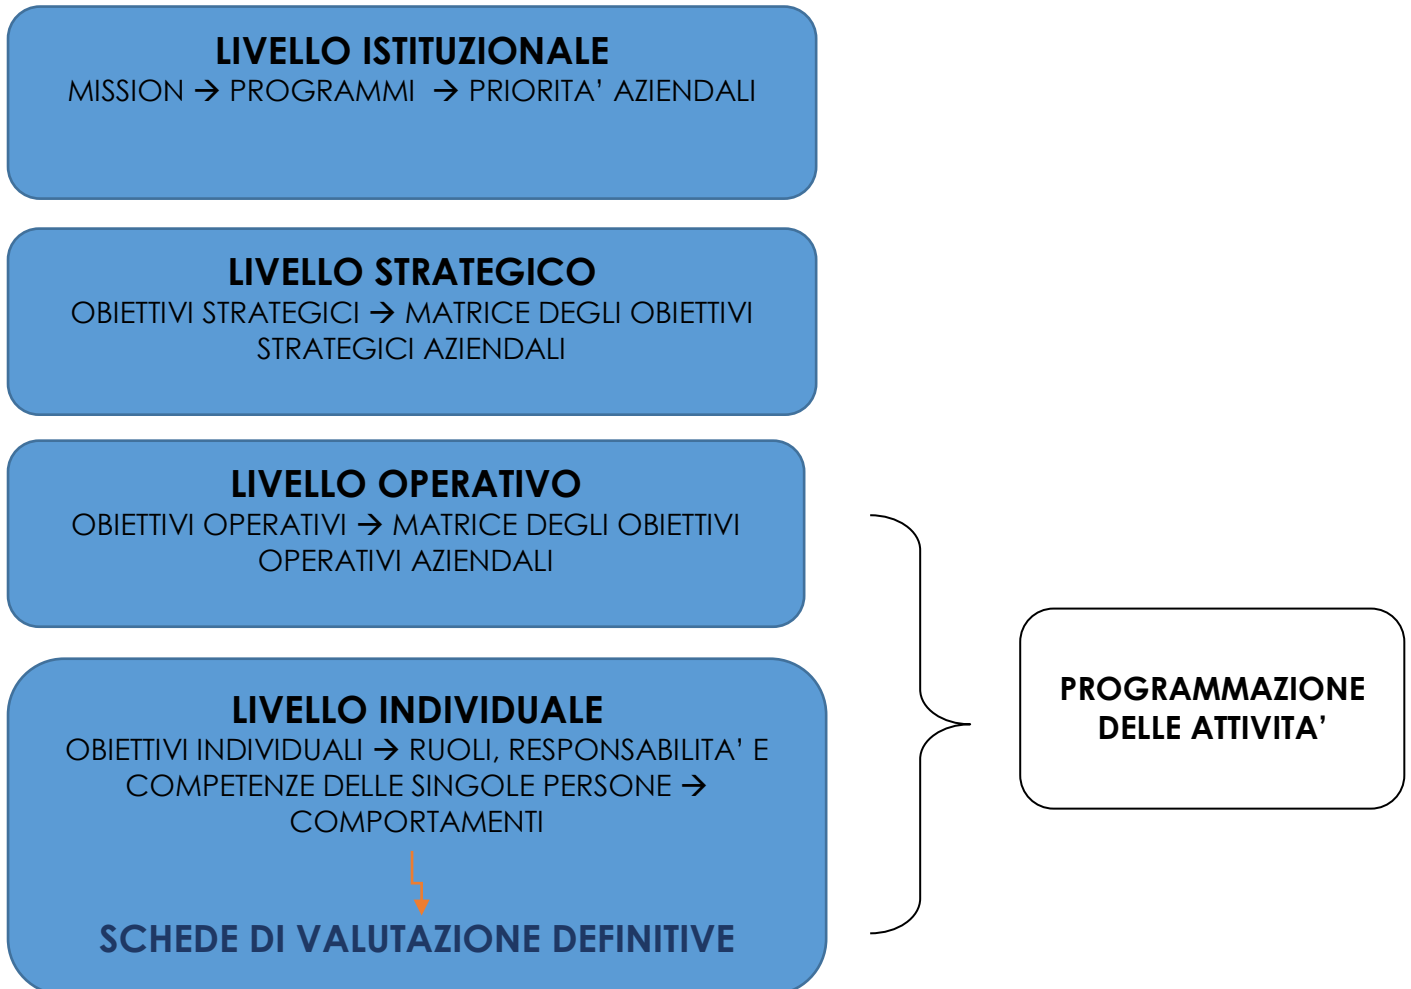 LIVELLO ISTITUZIONALE
MISSION → PROGRAMMI → PRIORITA’ AZIENDALI
LIVELLO STRATEGICO
OBIETTIVI STRATEGICI → MATRICE DEGLI OBIETTIVI
STRATEGICI AZIENDALI
LIVELLO OPERATIVO
OBIETTIVI OPERATIVI → MATRICE DEGLI OBIETTIVI
OPERATIVI AZIENDALI
LIVELLO INDIVIDUALE
OBIETTIVI INDIVIDUALI → RUOLI, RESPONSABILITA’ E
COMPETENZE DELLE SINGOLE PERSONE →
COMPORTAMENTI
SCHEDE DI VALUTAZIONE DEFINITIVE
PROGRAMMAZIONE
DELLE ATTIVITA’